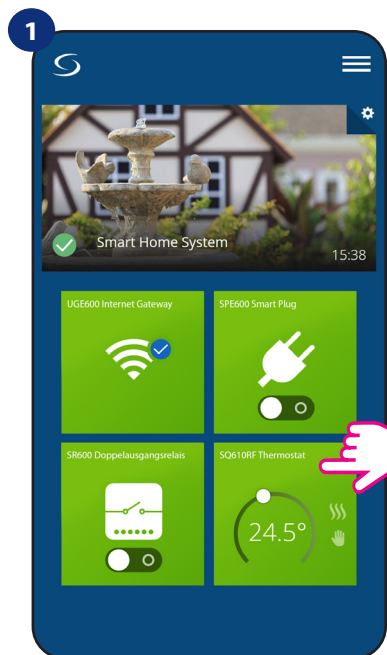 1
Smart Home System
15:38
UGE600 Internet Gateway
SPE600 Smart Plug
SR600 Doppelausgangsrelais
SQ610RF Thermostat
24.5°